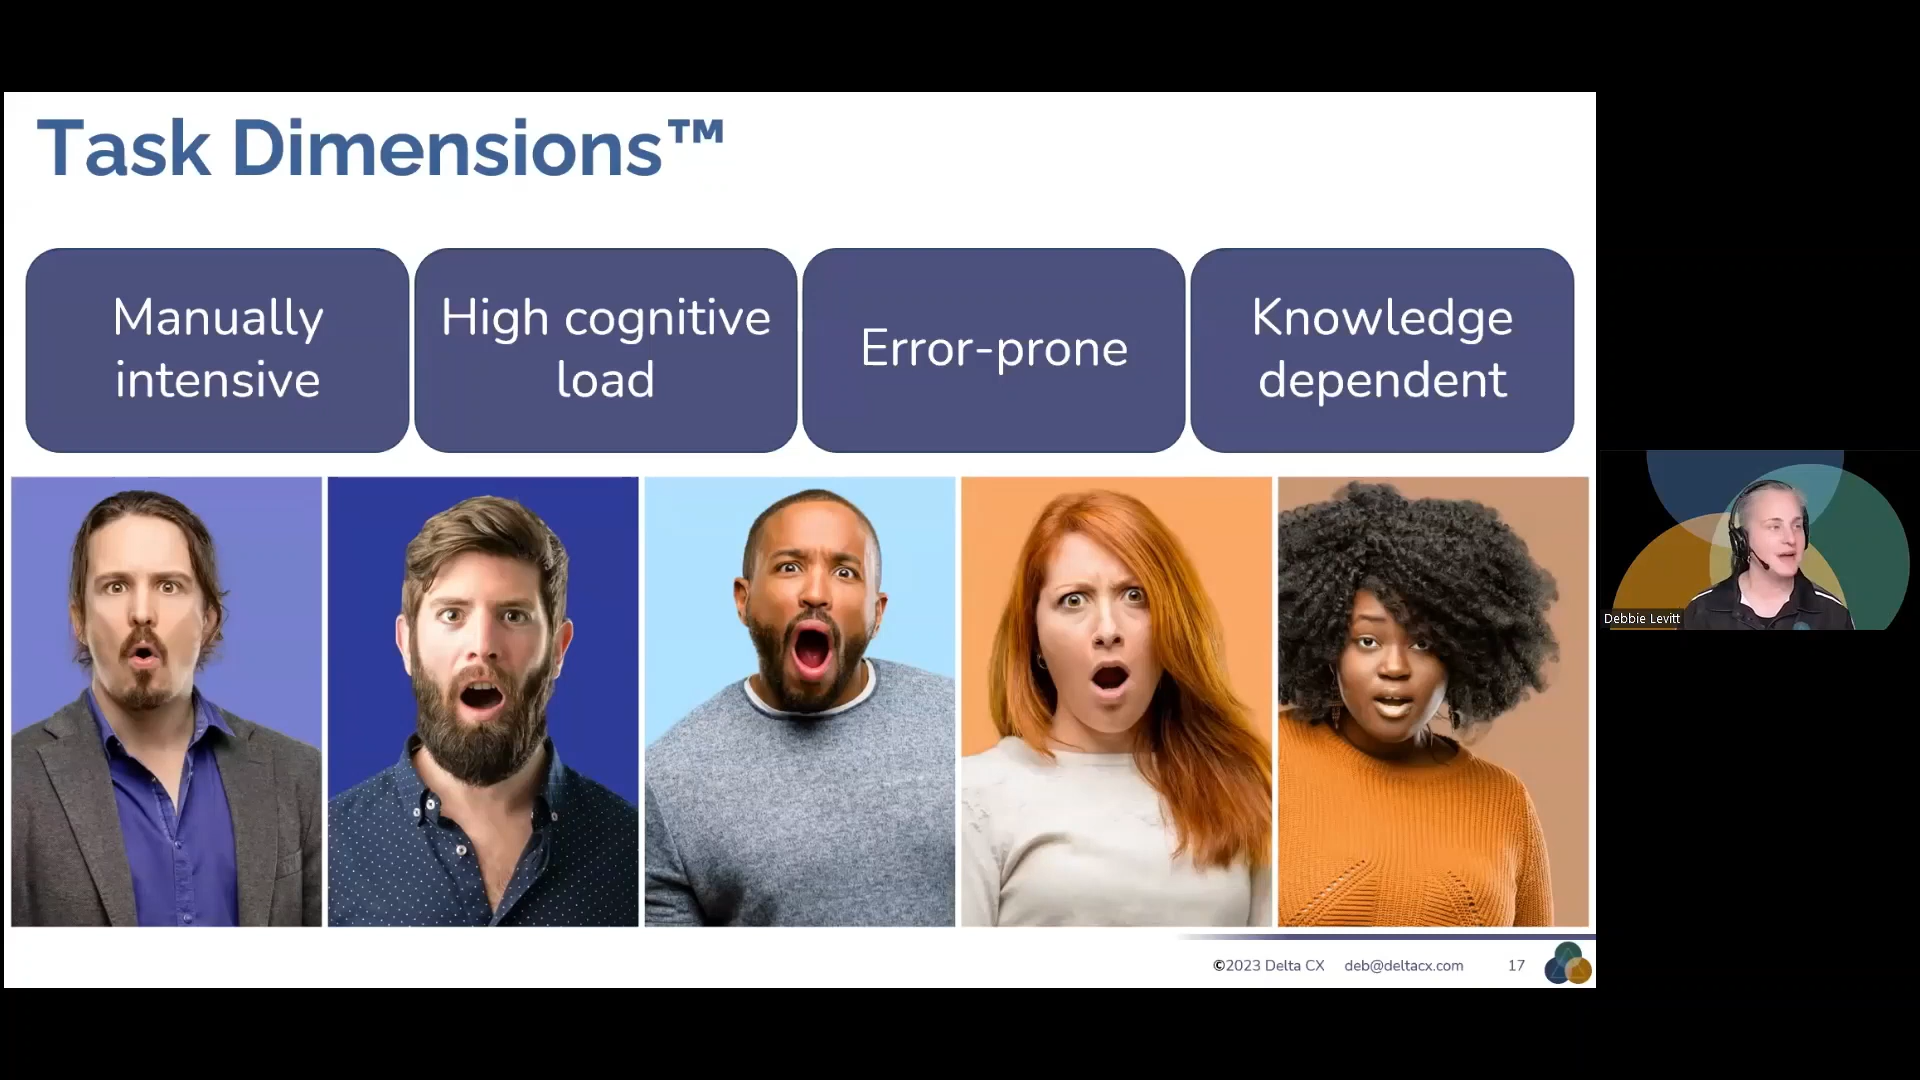 Task Dimensions™
Manually
intensive
High cognitive
load
Error-prone
Knowledge
dependent
Debbie Levitt
©2023 Delta CX deb@deltacx.com 17